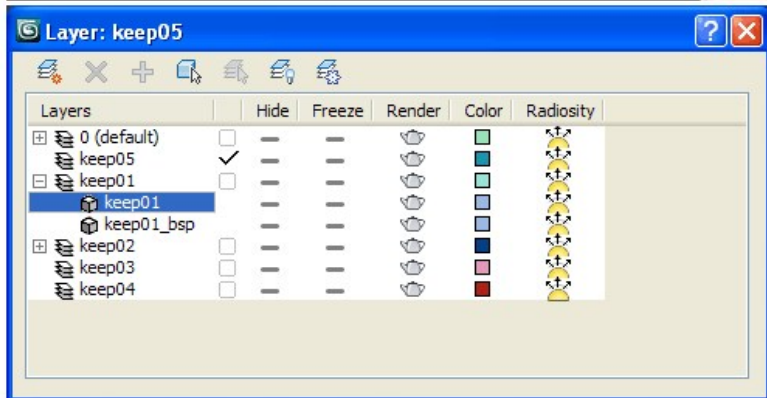 Layer: keep05
Layers Hide Freeze Render Color Radiosity
0 (default)
keep05
keep01
keep01
keep01_bsp
keep02
keep03
keep04